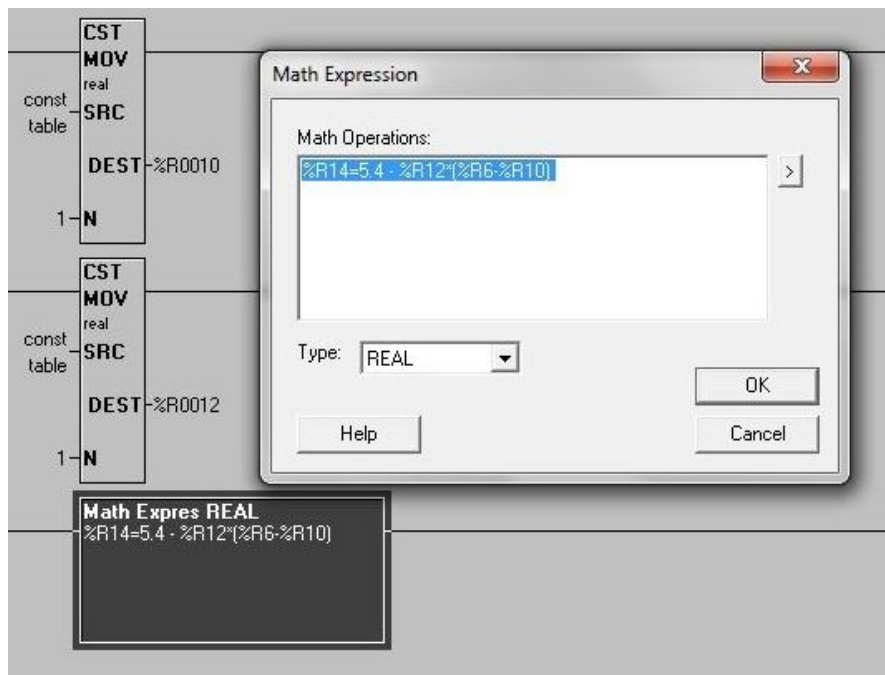 CST
MOV
real
const
table
SRC
DEST
%R0010
1
N
CST
MOV
real
const
table
SRC
DEST
%R0012
1
N
Math Expres REAL
%R14=5.4 - %R12*(%R6-%R10)
Math Expression
X
Math Operations:
%R14=5.4 - %R12*(%R6-%R10)
>
Type: REAL
OK
Help Cancel